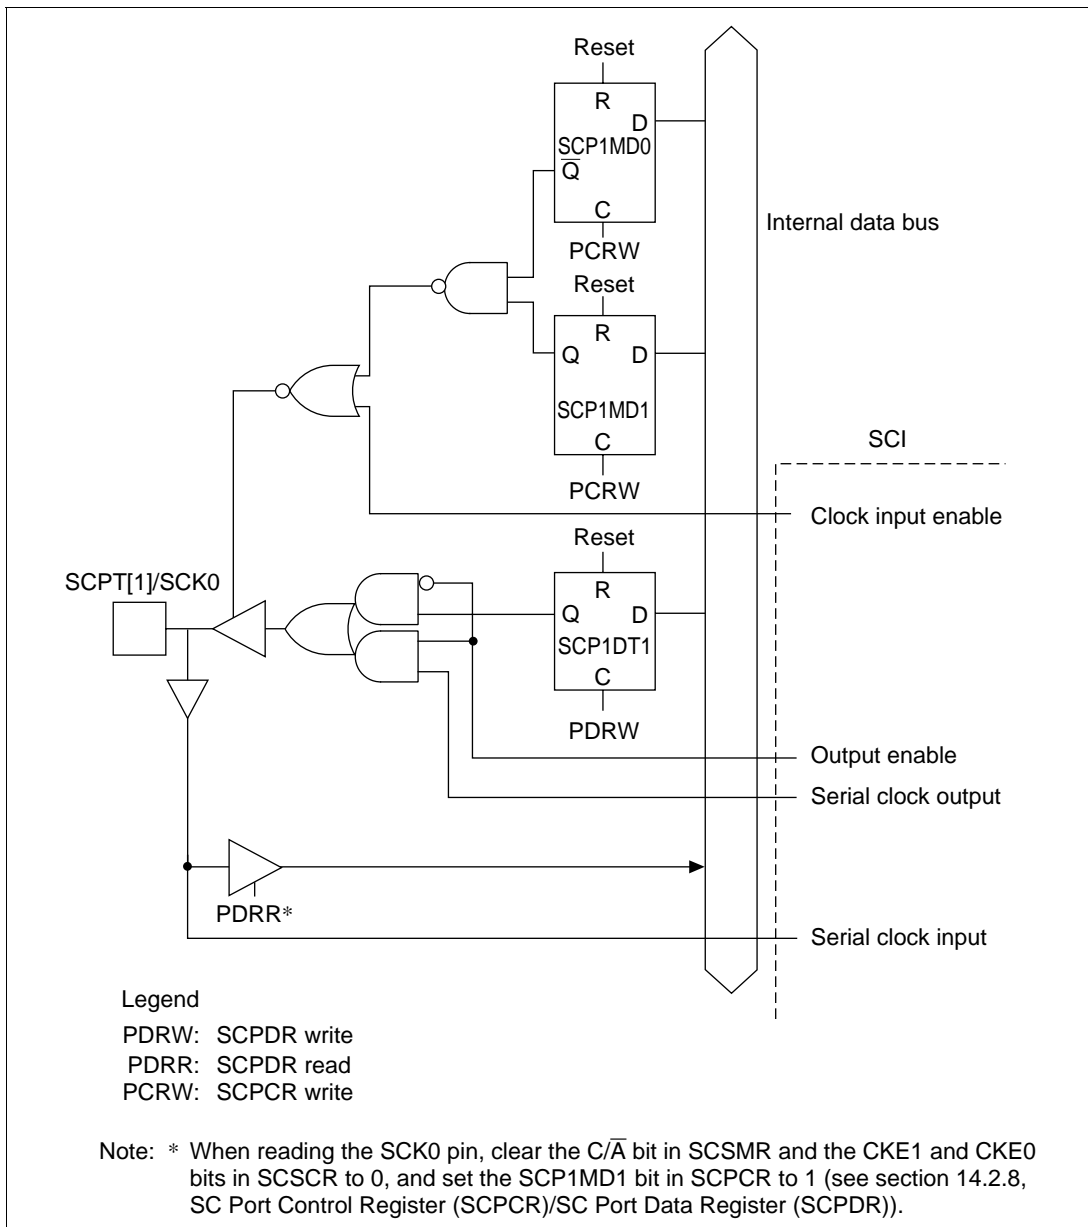 Reset
R
D
SCP1MD0
Q̅
C
PCRW
Internal data bus
Reset
R
Q D
SCP1MD1
C
PCRW
SCI
Clock input enable
Reset
SCPT[1]/SCK0
R
Q D
SCP1DT1
C
PDRW
Output enable
Serial clock output
PDRR*
Serial clock input
Legend
PDRW: SCPDR write
PDRR: SCPDR read
PCRW: SCPCR write
Note: * When reading the SCK0 pin, clear the C/A̅ bit in SCSMR and the CKE1 and CKE0
bits in SCSCR to 0, and set the SCP1MD1 bit in SCPCR to 1 (see section 14.2.8,
SC Port Control Register (SCPCR)/SC Port Data Register (SCPDR)).